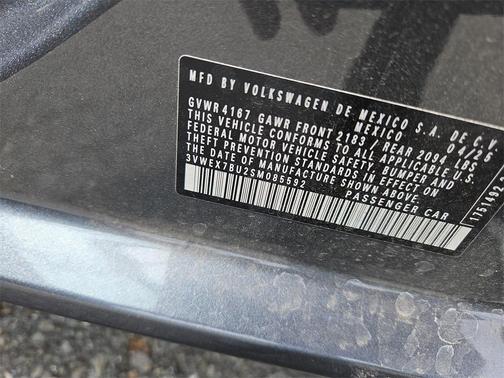 MFD BY VOLKSWAGEN DE MEXICO S.A. DE C.V.
MEXICO 04/25
GVWR 4167 GAWR FRONT 2183 / REAR 2094 LBS
THIS VEHICLE CONFORMS TO ALL APPLICABLE U.S.
FEDERAL MOTOR VEHICLE SAFETY, BUMPER AND
THEFT PREVENTION STANDARDS IN EFFECT ON
THE DATE OF MANUFACTURE SHOWN ABOVE.
3VWEX7BU2SM085592 PASSENGER CAR